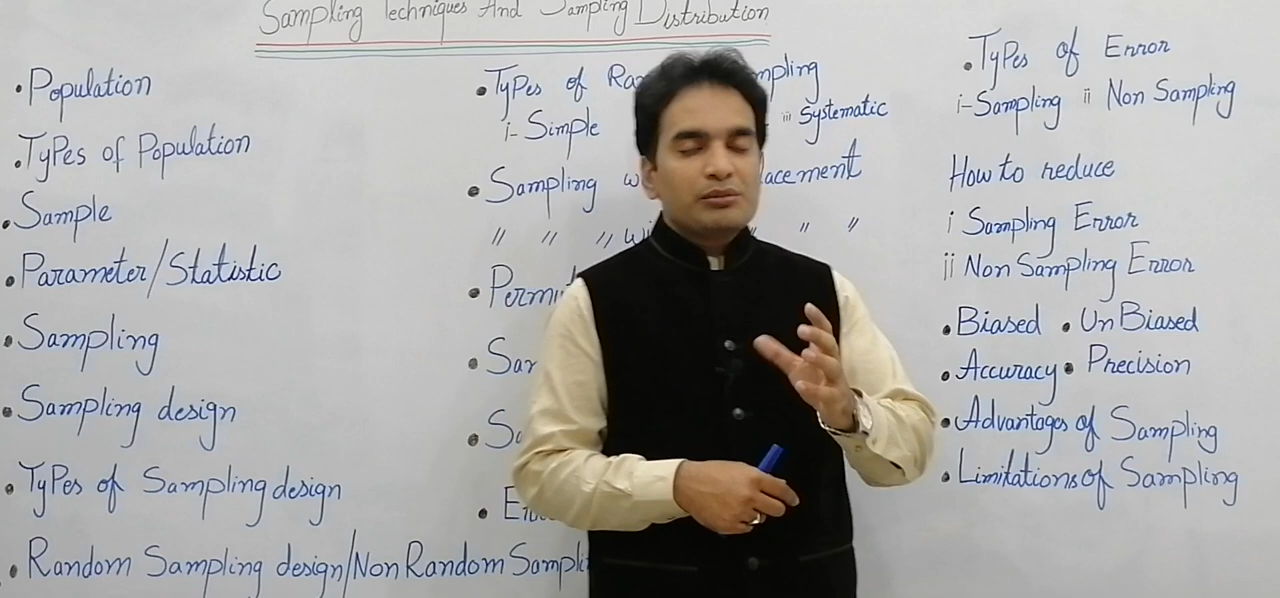 Sampling Techniques And Sampling Distribution
• Population
• Types of Population
• Sample
• Parameter/Statistic
• Sampling
• Sampling design
• Types of Sampling design
• Random Sampling design/Non Random
• Types of
i- Simple iii Systematic
• Sampling
〃 〃 〃 〃 〃
• Types of Error
i- Sampling ii Non Sampling
How to reduce
i Sampling Error
ii Non Sampling Error
• Biased • UnBiased
• Accuracy • Precision
• Advantages of Sampling
• Limitations of Sampling